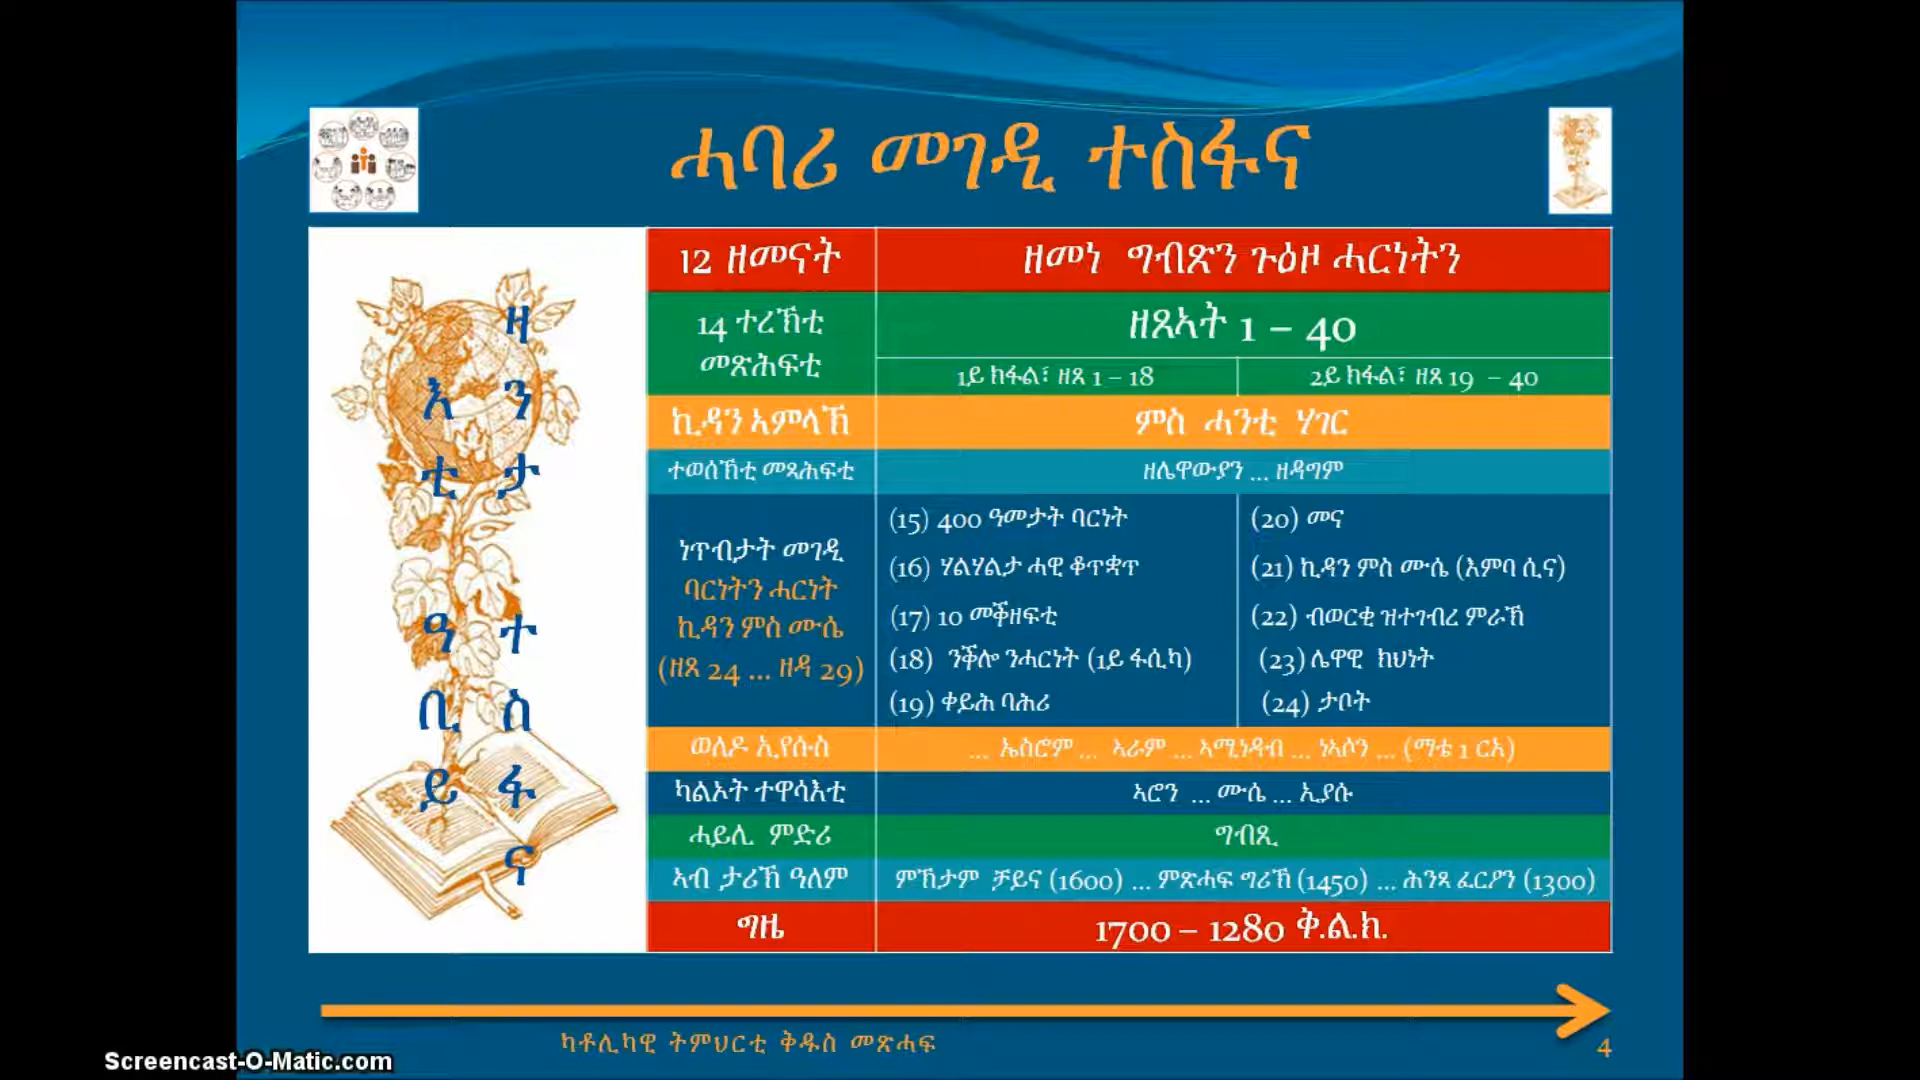 ሓባሪ መገዲ ተስፋና
እንቲ ዓቢይ
ዘንታ ተስፋና
12 ዘመናት
ዘመነ ግብጽን ጉዕዞ ሓርነትን
14 ተረኽቲ
መጽሕፍቲ
ዘጸኣት 1 – 40
1ይ ክፋል፣ ዘጸ 1 – 18
2ይ ክፋል፣ ዘጸ 19 – 40
ኪዳን ኣምላኽ
ምስ ሓንቲ ሃገር
ተወሰኽቲ መጻሕፍቲ
ዘሌዋውያን ... ዘዳግም
ነጥብታት መገዲ
ባርነትን ሓርነት
ኪዳን ምስ ሙሴ
(ዘጸ 24 ... ዘዳ 29)
(15) 400 ዓመታት ባርነት
(16) ሃልሃልታ ሓዊ ቆጥቋጥ
(17) 10 መቕዘፍቲ
(18) ንቕሎ ንሓርነት (1ይ ፋሲካ)
(19) ቀይሕ ባሕሪ
(20) መና
(21) ኪዳን ምስ ሙሴ (እምባ ሲና)
(22) ብወርቂ ዝተገብረ ምራኽ
(23) ሌዋዊ ክህነት
(24) ታቦት
ወለዶ ኢየሱስ
... ኤስሮም ... ኣራም ... ኣሚነዳብ ... ነኣሶን ... (ማቴ 1 ርአ)
ካልኦት ተዋሳእቲ
ኣሮን ... ሙሴ ... ኢያሱ
ሓይሊ ምድሪ
ግብጺ
ኣብ ታሪኽ ዓለም
ምኽታም ቻይና (1600) ... ምጽሓፍ ግሪኽ (1450) ... ሕንጻ ፈርዖን (1300)
ግዜ
1700 – 1280 ቅ.ል.ክ.
ካቶሊካዊ ትምህርቲ ቅዱስ መጽሓፍ
4
Screencast-O-Matic.com